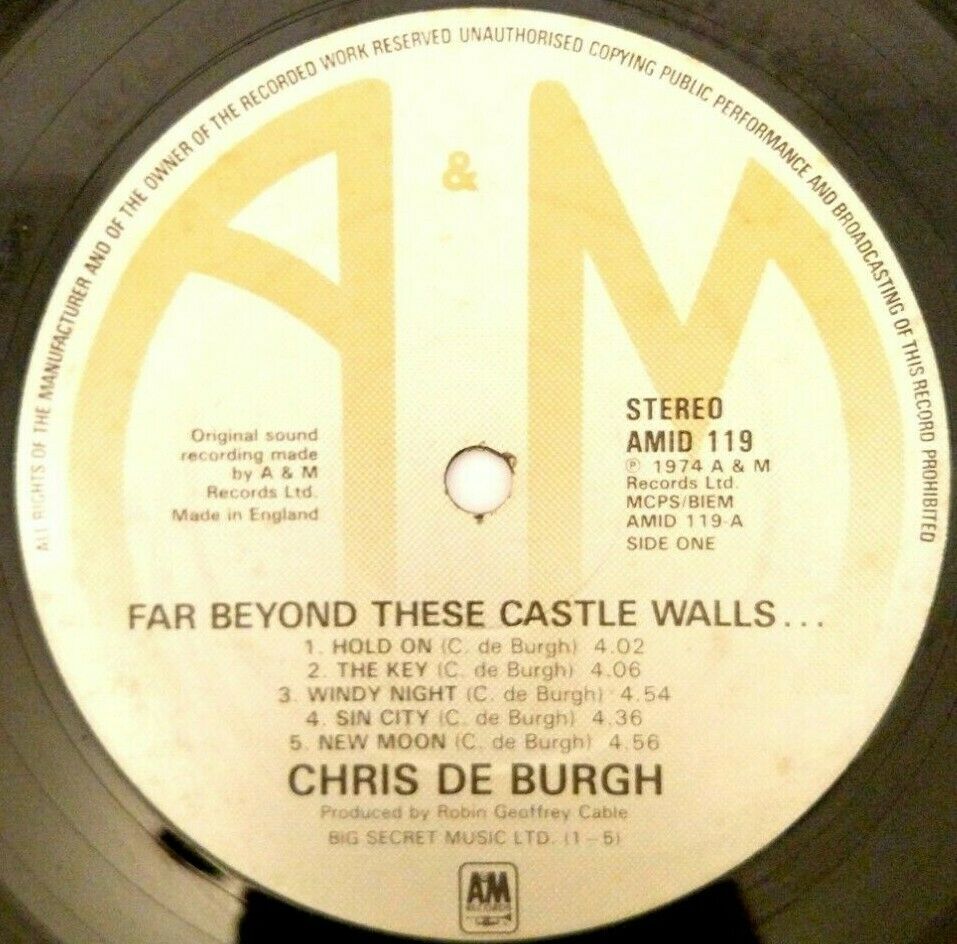 ALL RIGHTS OF THE MANUFACTURER AND OF THE OWNER OF THE RECORDED WORK RESERVED UNAUTHORISED COPYING PUBLIC PERFORMANCE AND BROADCASTING OF THIS RECORD PROHIBITED
A & M
Original sound
recording made
by A & M
Records Ltd.
Made in England
STEREO
AMID 119
℗ 1974 A & M
Records Ltd.
MCPS/BIEM
AMID 119-A
SIDE ONE
FAR BEYOND THESE CASTLE WALLS...
1. HOLD ON (C. de Burgh) 4.02
2. THE KEY (C. de Burgh) 4.06
3. WINDY NIGHT (C. de Burgh) 4.54
4. SIN CITY (C. de Burgh) 4.36
5. NEW MOON (C. de Burgh) 4.56
CHRIS DE BURGH
Produced by Robin Geoffrey Cable
BIG SECRET MUSIC LTD. (1–5)
A&M
RECORDS